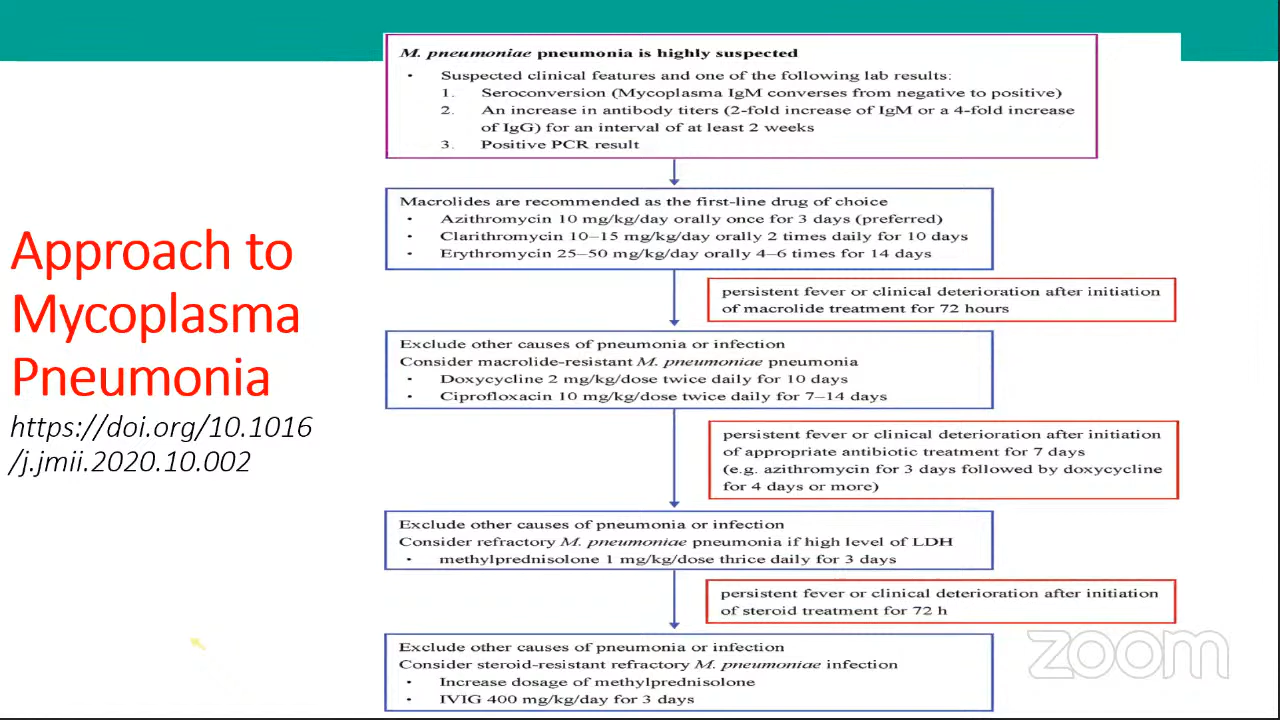 Approach to
Mycoplasma
Pneumonia
https://doi.org/10.1016
/j.jmii.2020.10.002
M. pneumoniae pneumonia is highly suspected
• Suspected clinical features and one of the following lab results:
1. Seroconversion (Mycoplasma IgM converses from negative to positive)
2. An increase in antibody titers (2-fold increase of IgM or a 4-fold increase
of IgG) for an interval of at least 2 weeks
3. Positive PCR result
Macrolides are recommended as the first-line drug of choice
• Azithromycin 10 mg/kg/day orally once for 3 days (preferred)
• Clarithromycin 10–15 mg/kg/day orally 2 times daily for 10 days
• Erythromycin 25–50 mg/kg/day orally 4–6 times for 14 days
persistent fever or clinical deterioration after initiation
of macrolide treatment for 72 hours
Exclude other causes of pneumonia or infection
Consider macrolide-resistant M. pneumoniae pneumonia
• Doxycycline 2 mg/kg/dose twice daily for 10 days
• Ciprofloxacin 10 mg/kg/dose twice daily for 7–14 days
persistent fever or clinical deterioration after initiation
of appropriate antibiotic treatment for 7 days
(e.g. azithromycin for 3 days followed by doxycycline
for 4 days or more)
Exclude other causes of pneumonia or infection
Consider refractory M. pneumoniae pneumonia if high level of LDH
• methylprednisolone 1 mg/kg/dose thrice daily for 3 days
persistent fever or clinical deterioration after initiation
of steroid treatment for 72 h
Exclude other causes of pneumonia or infection
Consider steroid-resistant refractory M. pneumoniae infection
• Increase dosage of methylprednisolone
• IVIG 400 mg/kg/day for 3 days
zoom